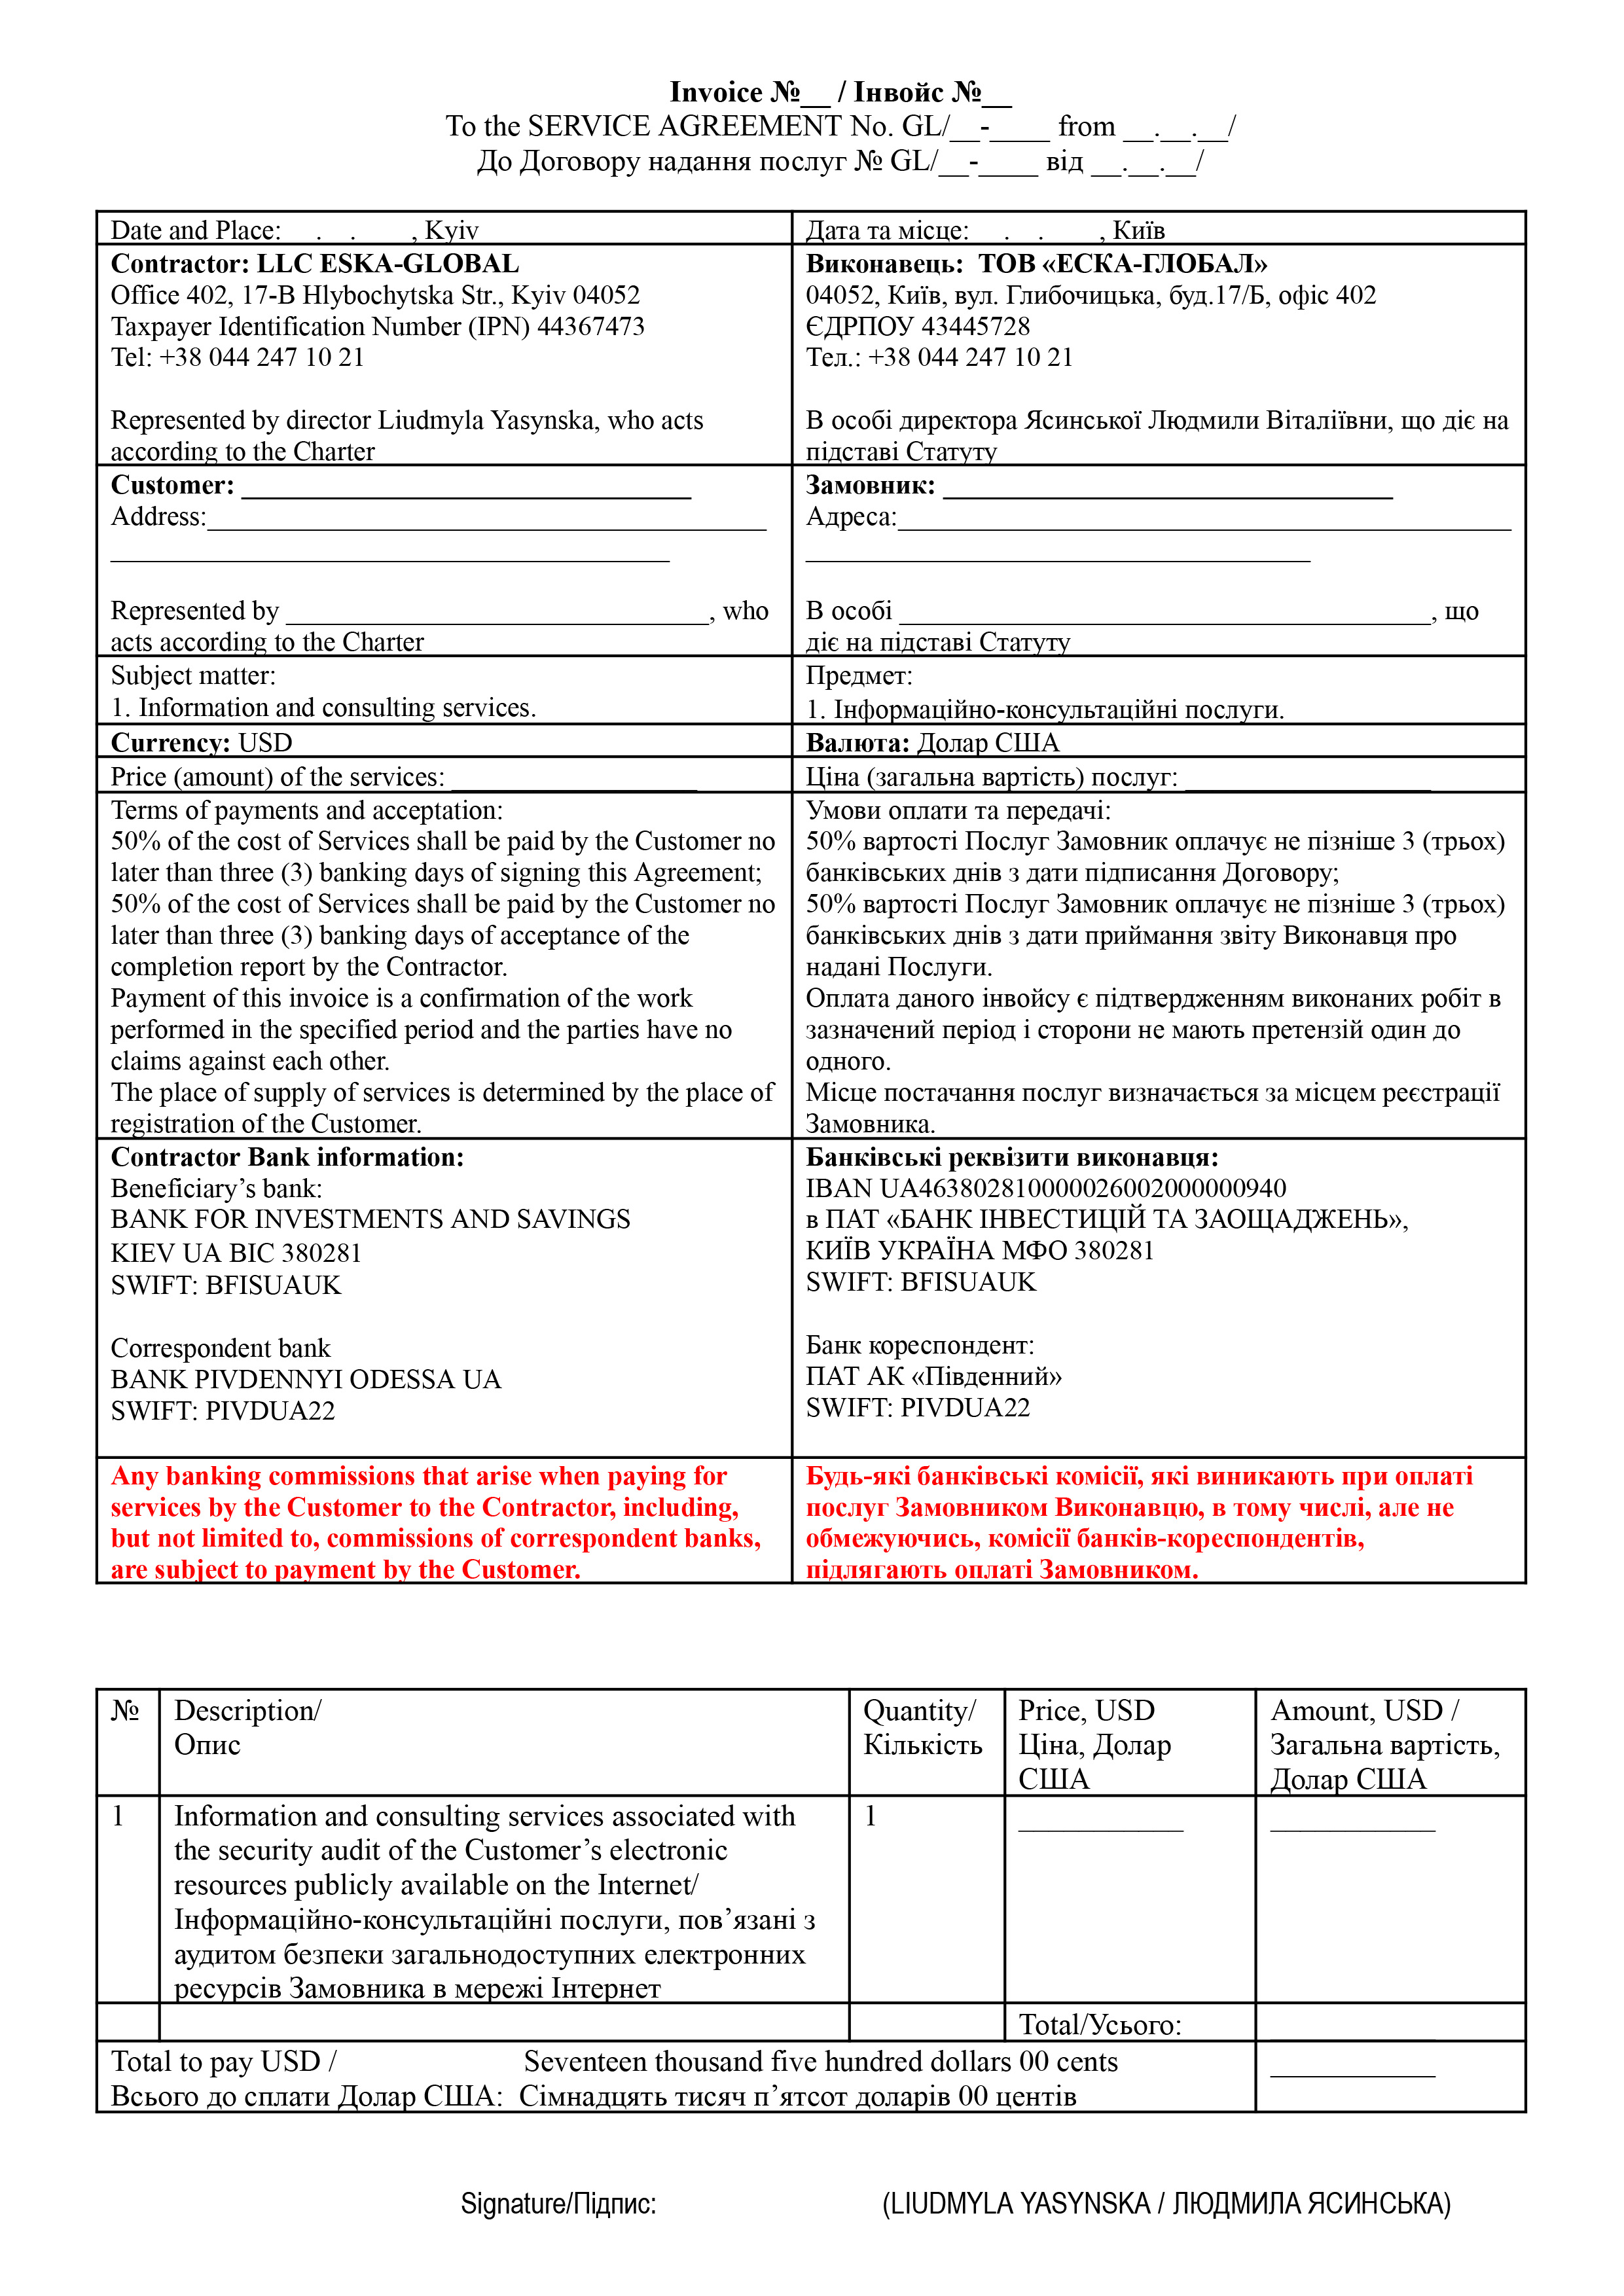 Invoice №__ / Інвойс №__
To the SERVICE AGREEMENT No. GL/__-____ from __.__.__/
До Договору надання послуг № GL/__-____ від __.__.__/
Date and Place: __.__.____, Kyiv
Дата та місце: __.__.____, Київ
Contractor: LLC ESKA-GLOBAL
Office 402, 17-B Hlybochytska Str., Kyiv 04052
Taxpayer Identification Number (IPN) 44367473
Tel: +38 044 247 10 21
Represented by director Liudmyla Yasynska, who acts
according to the Charter
Виконавець: ТОВ «ЕСКА-ГЛОБАЛ»
04052, Київ, вул. Глибочицька, буд.17/Б, офіс 402
ЄДРПОУ 43445728
Тел.: +38 044 247 10 21
В особі директора Ясинської Людмили Віталіївни, що діє на
підставі Статуту
Customer: _________________________________
Address:_________________________________________
_________________________________________
Represented by _______________________________, who
acts according to the Charter
Замовник: _________________________________
Адреса:_____________________________________________
_____________________________________
В особі _______________________________________, що
діє на підставі Статуту
Subject matter:
1. Information and consulting services.
Предмет:
1. Інформаційно-консультаційні послуги.
Currency: USD
Валюта: Долар США
Price (amount) of the services: __________________
Ціна (загальна вартість) послуг: __________________
Terms of payments and acceptation:
50% of the cost of Services shall be paid by the Customer no
later than three (3) banking days of signing this Agreement;
50% of the cost of Services shall be paid by the Customer no
later than three (3) banking days of acceptance of the
completion report by the Contractor.
Payment of this invoice is a confirmation of the work
performed in the specified period and the parties have no
claims against each other.
The place of supply of services is determined by the place of
registration of the Customer.
Умови оплати та передачі:
50% вартості Послуг Замовник оплачує не пізніше 3 (трьох)
банківських днів з дати підписання Договору;
50% вартості Послуг Замовник оплачує не пізніше 3 (трьох)
банківських днів з дати приймання звіту Виконавця про
надані Послуги.
Оплата даного інвойсу є підтвердженням виконаних робіт в
зазначений період і сторони не мають претензій один до
одного.
Місце постачання послуг визначається за місцем реєстрації
Замовника.
Contractor Bank information:
Beneficiary’s bank:
BANK FOR INVESTMENTS AND SAVINGS
KIEV UA BIC 380281
SWIFT: BFISUAUK
Correspondent bank
BANK PIVDENNYI ODESSA UA
SWIFT: PIVDUA22
Банківські реквізити виконавця:
IBAN UA463802810000026002000000940
в ПАТ «БАНК ІНВЕСТИЦІЙ ТА ЗАОЩАДЖЕНЬ»,
КИЇВ УКРАЇНА МФО 380281
SWIFT: BFISUAUK
Банк кореспондент:
ПАТ АК «Південний»
SWIFT: PIVDUA22
Any banking commissions that arise when paying for
services by the Customer to the Contractor, including,
but not limited to, commissions of correspondent banks,
are subject to payment by the Customer.
Будь-які банківські комісії, які виникають при оплаті
послуг Замовником Виконавцю, в тому числі, але не
обмежуючись, комісії банків-кореспондентів,
підлягають оплаті Замовником.
№
Description/
Опис
Quantity/
Кількість
Price, USD
Ціна, Долар
США
Amount, USD /
Загальна вартість,
Долар США
1
Information and consulting services associated with
the security audit of the Customer’s electronic
resources publicly available on the Internet/
Інформаційно-консультаційні послуги, пов’язані з
аудитом безпеки загальнодоступних електронних
ресурсів Замовника в мережі Інтернет
1
___________
___________
Total/Усього:
___________
Total to pay USD / Seventeen thousand five hundred dollars 00 cents
Всього до сплати Долар США: Сімнадцять тисяч п’ятсот доларів 00 центів
___________
Signature/Підпис: (LIUDMYLA YASYNSKA / ЛЮДМИЛА ЯСИНСЬКА)